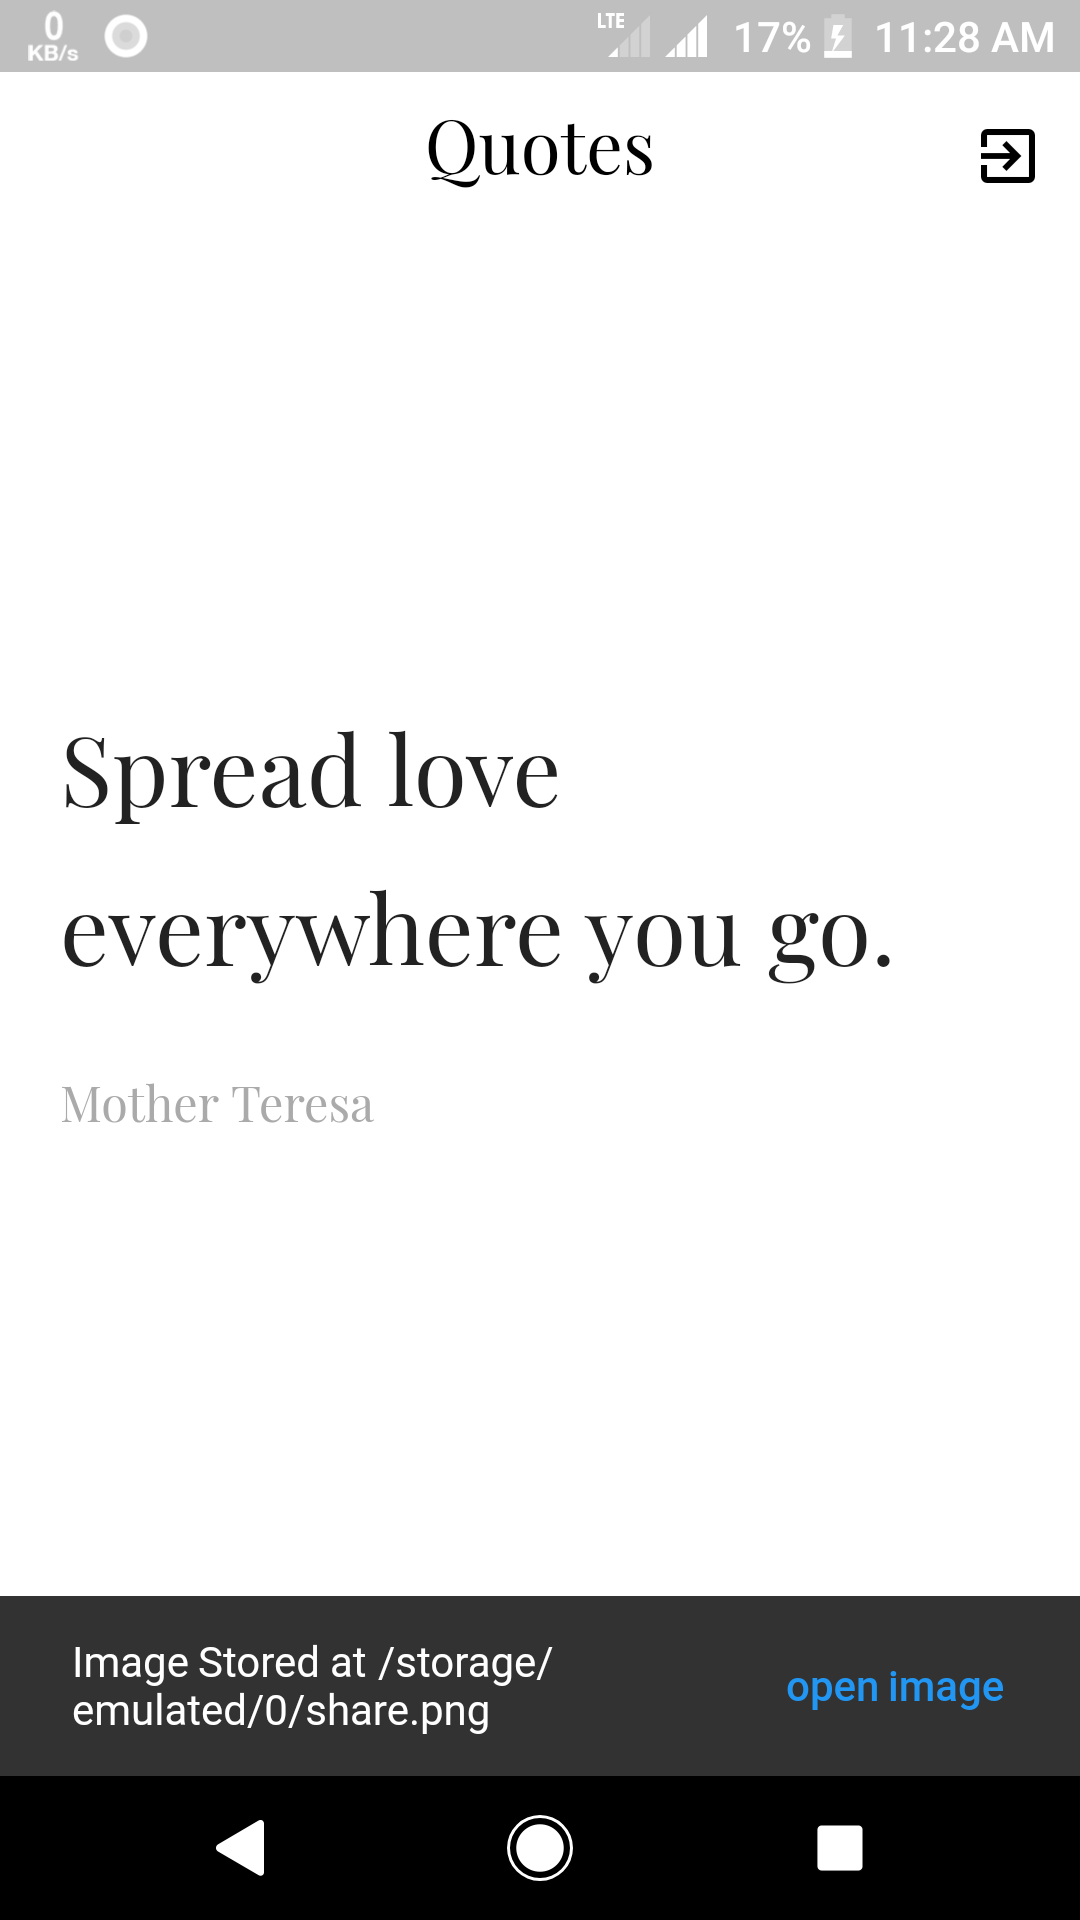 0
KB/s
LTE
17%
11:28 AM
Quotes
Spread love
everywhere you go.
Mother Teresa
Image Stored at /storage/
emulated/0/share.png
open image